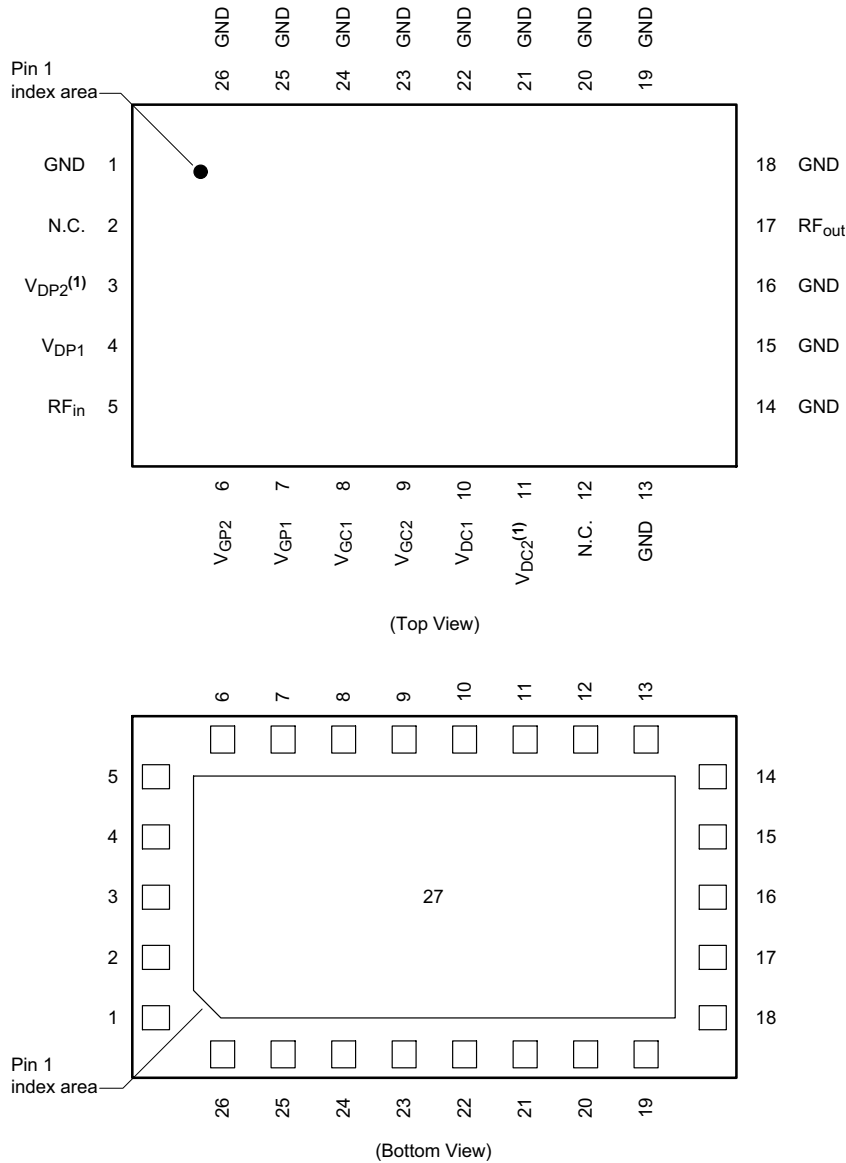 GND GND GND GND GND GND GND GND
26 25 24 23 22 21 20 19
Pin 1
index area
GND 1
N.C. 2
VDP2(1) 3
VDP1 4
RFin 5
18 GND
17 RFout
16 GND
15 GND
14 GND
6 7 8 9 10 11 12 13
VGP2 VGP1 VGC1 VGC2 VDC1 VDC2(1) N.C. GND
(Top View)
6 7 8 9 10 11 12 13
5
4
3
2
1
27
14
15
16
17
18
Pin 1
index area
26 25 24 23 22 21 20 19
(Bottom View)